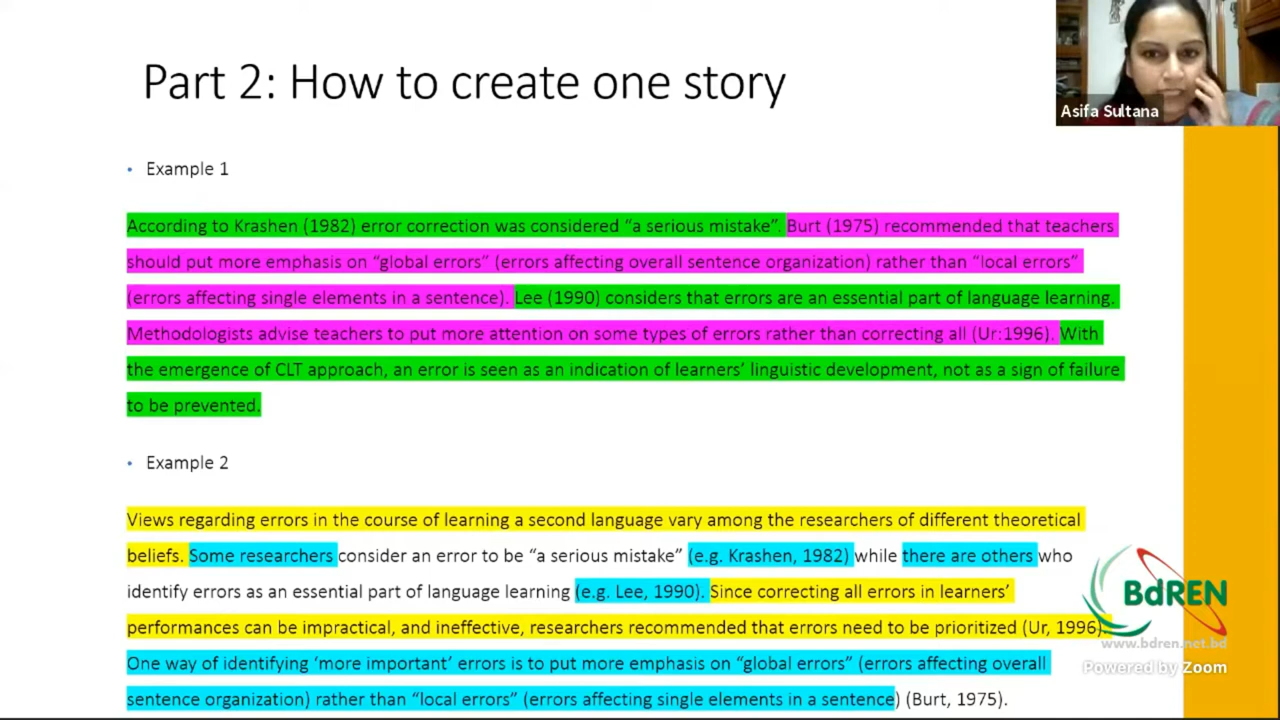 Part 2: How to create one story
Asifa Sultana
• Example 1
According to Krashen (1982) error correction was considered “a serious mistake”. Burt (1975) recommended that teachers
should put more emphasis on “global errors” (errors affecting overall sentence organization) rather than “local errors”
(errors affecting single elements in a sentence). Lee (1990) considers that errors are an essential part of language learning.
Methodologists advise teachers to put more attention on some types of errors rather than correcting all (Ur:1996). With
the emergence of CLT approach, an error is seen as an indication of learners’ linguistic development, not as a sign of failure
to be prevented.
• Example 2
Views regarding errors in the course of learning a second language vary among the researchers of different theoretical
beliefs. Some researchers consider an error to be “a serious mistake” (e.g. Krashen, 1982) while there are others who
identify errors as an essential part of language learning (e.g. Lee, 1990). Since correcting all errors in learners’
performances can be impractical, and ineffective, researchers recommended that errors need to be prioritized (Ur, 1996).
One way of identifying ‘more important’ errors is to put more emphasis on “global errors” (errors affecting overall
sentence organization) rather than “local errors” (errors affecting single elements in a sentence) (Burt, 1975).
BdREN
www.bdren.net.bd
Powered by Zoom